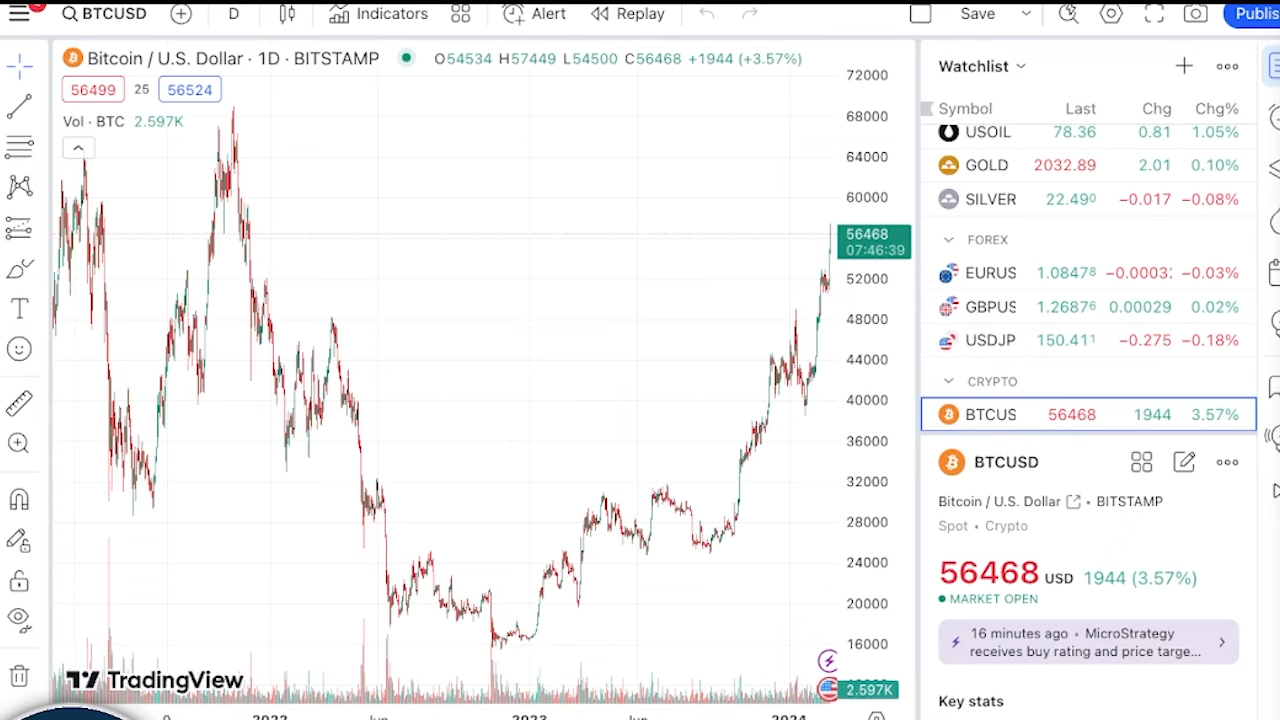 BTCUSD D Indicators Alert Replay Save Publis
Bitcoin / U.S. Dollar · 1D · BITSTAMP O54534 H57449 L54500 C56468 +1944 (+3.57%)
56499 25 56524
Vol · BTC 2.597K
72000
68000
64000
60000
56468
07:46:39
52000
48000
44000
40000
36000
32000
28000
24000
20000
16000
2.597K
TradingView
2022 Jun 2023 Jun 2024
Watchlist
Symbol Last Chg Chg%
USOIL 78.36 0.81 1.05%
GOLD 2032.89 2.01 0.10%
SILVER 22.490 −0.017 −0.08%
FOREX
EURUS 1.08478 −0.0003 −0.03%
GBPUS 1.26876 0.00029 0.02%
USDJP 150.411 −0.275 −0.18%
CRYPTO
BTCUS 56468 1944 3.57%
BTCUSD
Bitcoin / U.S. Dollar • BITSTAMP
Spot • Crypto
56468 USD 1944 (3.57%)
MARKET OPEN
16 minutes ago • MicroStrategy
receives buy rating and price targe...
Key stats